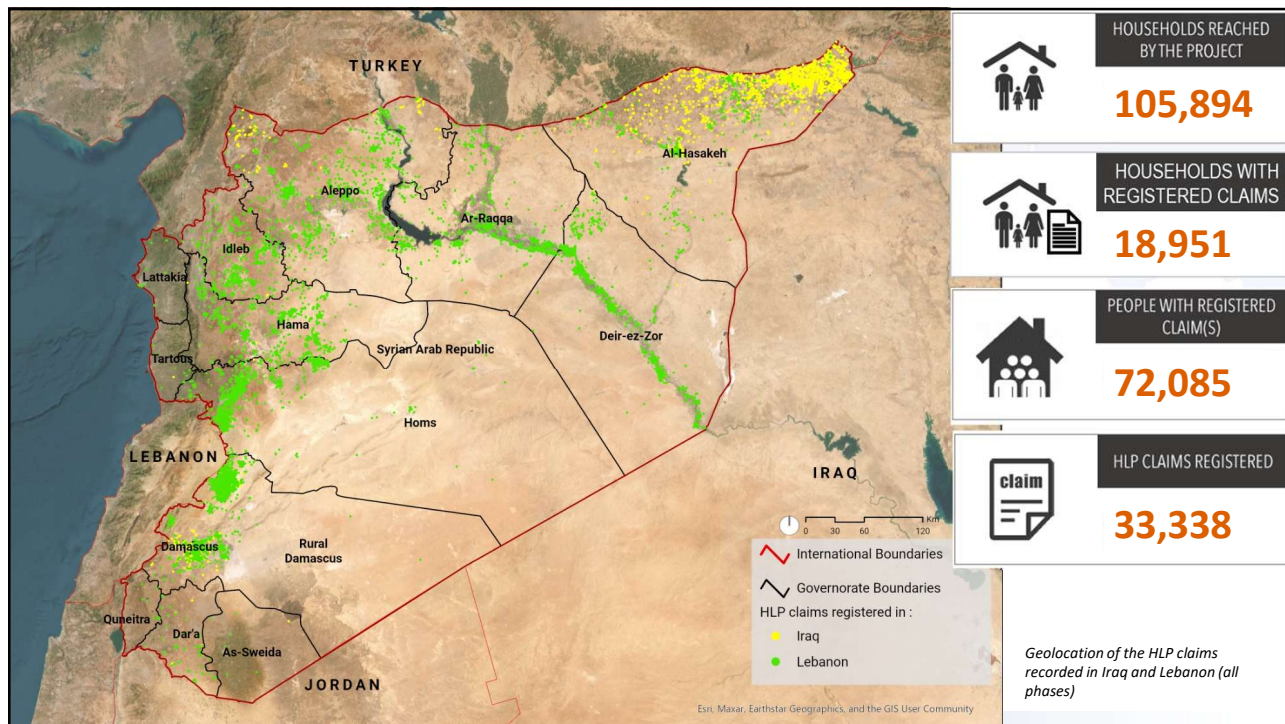 TURKEY
Al-Hasakeh
Aleppo
Ar-Raqqa
Idleb
Lattakia
Hama
Deir-ez-Zor
Syrian Arab Republic
Tartous
Homs
LEBANON
IRAQ
Damascus
Rural
Damascus
Quneitra
Dar'a
As-Sweida
JORDAN
Km
0 30 60 120
International Boundaries
Governorate Boundaries
HLP claims registered in :
Iraq
Lebanon
Esri, Maxar, Earthstar Geographics, and the GIS User Community
HOUSEHOLDS REACHED
BY THE PROJECT
105,894
HOUSEHOLDS WITH
REGISTERED CLAIMS
18,951
PEOPLE WITH REGISTERED
CLAIM(S)
72,085
claim
HLP CLAIMS REGISTERED
33,338
Geolocation of the HLP claims
recorded in Iraq and Lebanon (all
phases)